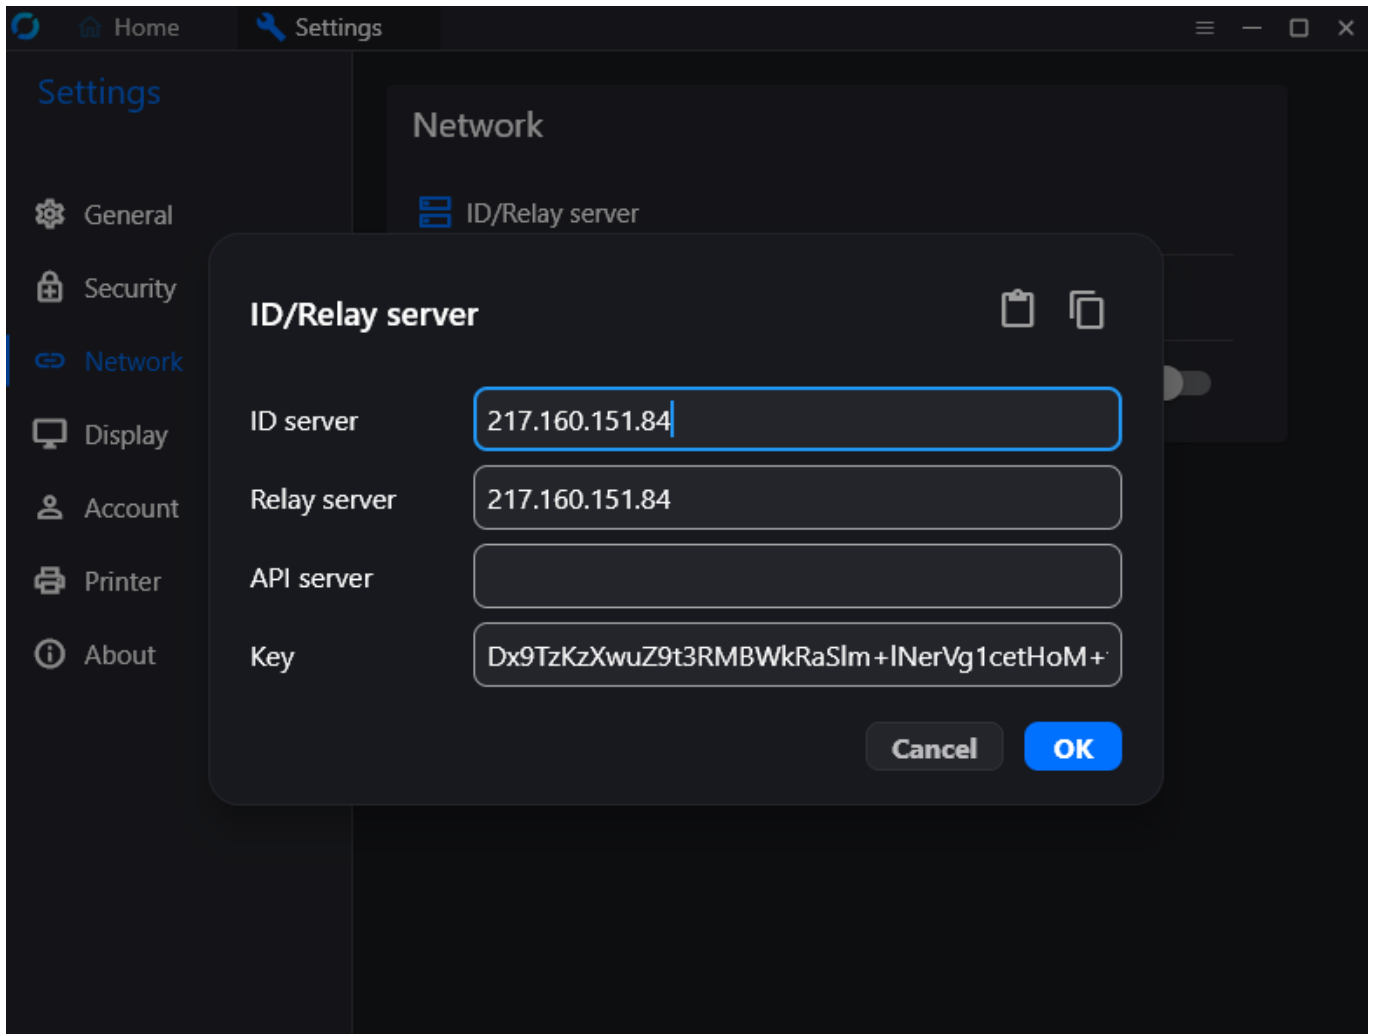 Home
Settings
Settings
Network
ID/Relay server
General
Security
Network
Display
Account
Printer
About
ID/Relay server
ID server
217.160.151.84
Relay server
217.160.151.84
API server
Key
Dx9TzKzXwuZ9t3RMBWkRaSlm+lNerVg1cetHoM+
Cancel
OK